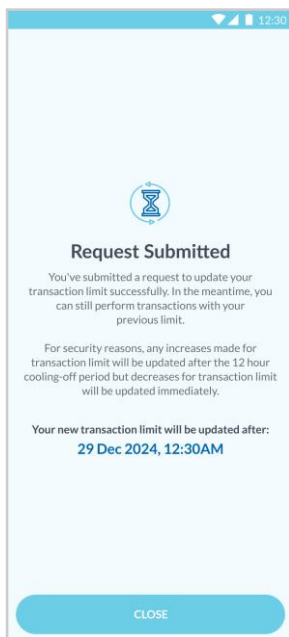 12:30
Request Submitted
You've submitted a request to update your
transaction limit successfully. In the meantime, you
can still perform transactions with your
previous limit.
For security reasons, any increases made for
transaction limit will be updated after the 12 hour
cooling-off period but decreases for transaction limit
will be updated immediately.
Your new transaction limit will be updated after:
29 Dec 2024, 12:30AM
CLOSE